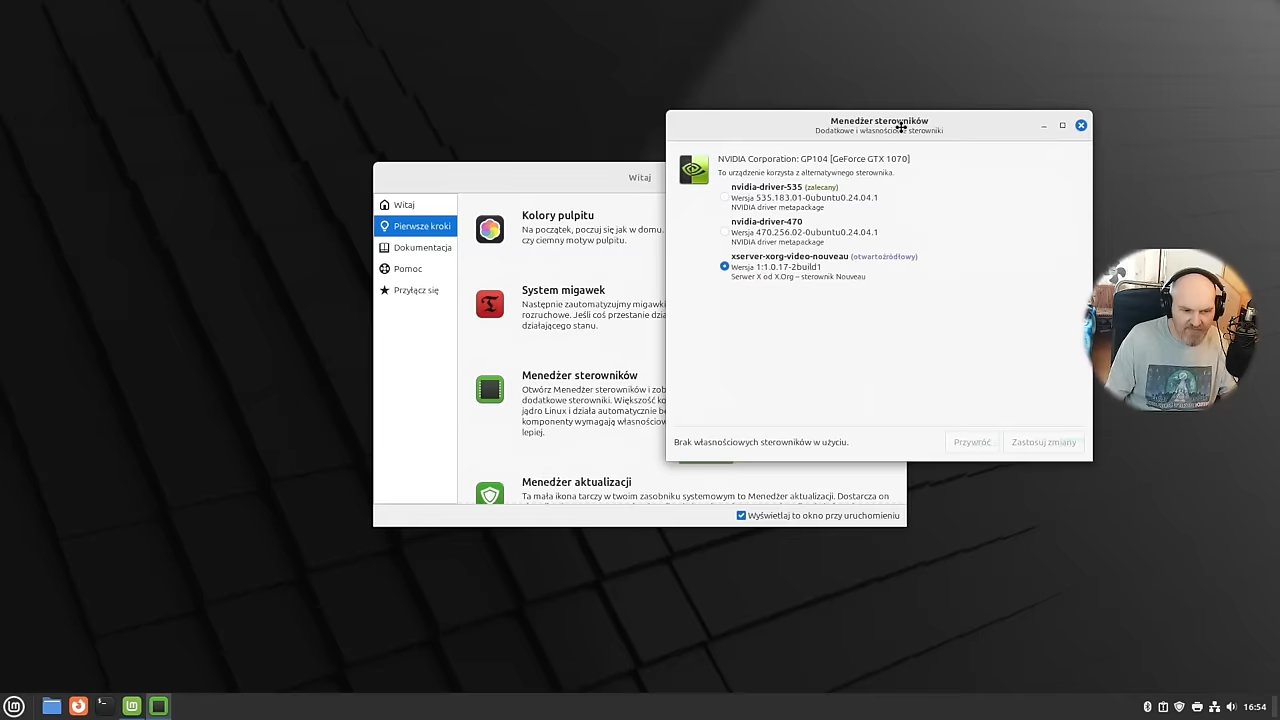 Menedżer sterowników
Dodatkowe i własnościowe sterowniki
NVIDIA Corporation: GP104 [GeForce GTX 1070]
To urządzenie korzysta z alternatywnego sterownika.
nvidia-driver-535 (zalecany)
Wersja 535.183.01-0ubuntu0.24.04.1
NVIDIA driver metapackage
nvidia-driver-470
Wersja 470.256.02-0ubuntu0.24.04.1
NVIDIA driver metapackage
xserver-xorg-video-nouveau (otwartoźródłowy)
Wersja 1:1.0.17-2build1
Serwer X od X.Org – sterownik Nouveau
Brak własnościowych sterowników w użyciu.
Przywróć
Zastosuj zmiany
Witaj
Witaj
Pierwsze kroki
Dokumentacja
Pomoc
Przyłącz się
Kolory pulpitu
Na początek, poczuj się jak w domu.
czy ciemny motyw pulpitu.
System migawek
Następnie zautomatyzujmy migawki
rozruchowe. Jeśli coś przestanie dzia
działającego stanu.
Menedżer sterowników
Otwórz Menedżer sterowników i zob
dodatkowe sterowniki. Większość ko
jądro Linux i działa automatycznie be
komponenty wymagają własnościow
lepiej.
Menedżer aktualizacji
Ta mała ikona tarczy w twoim zasobniku systemowym to Menedżer aktualizacji. Dostarcza on
Wyświetlaj to okno przy uruchomieniu
16:54